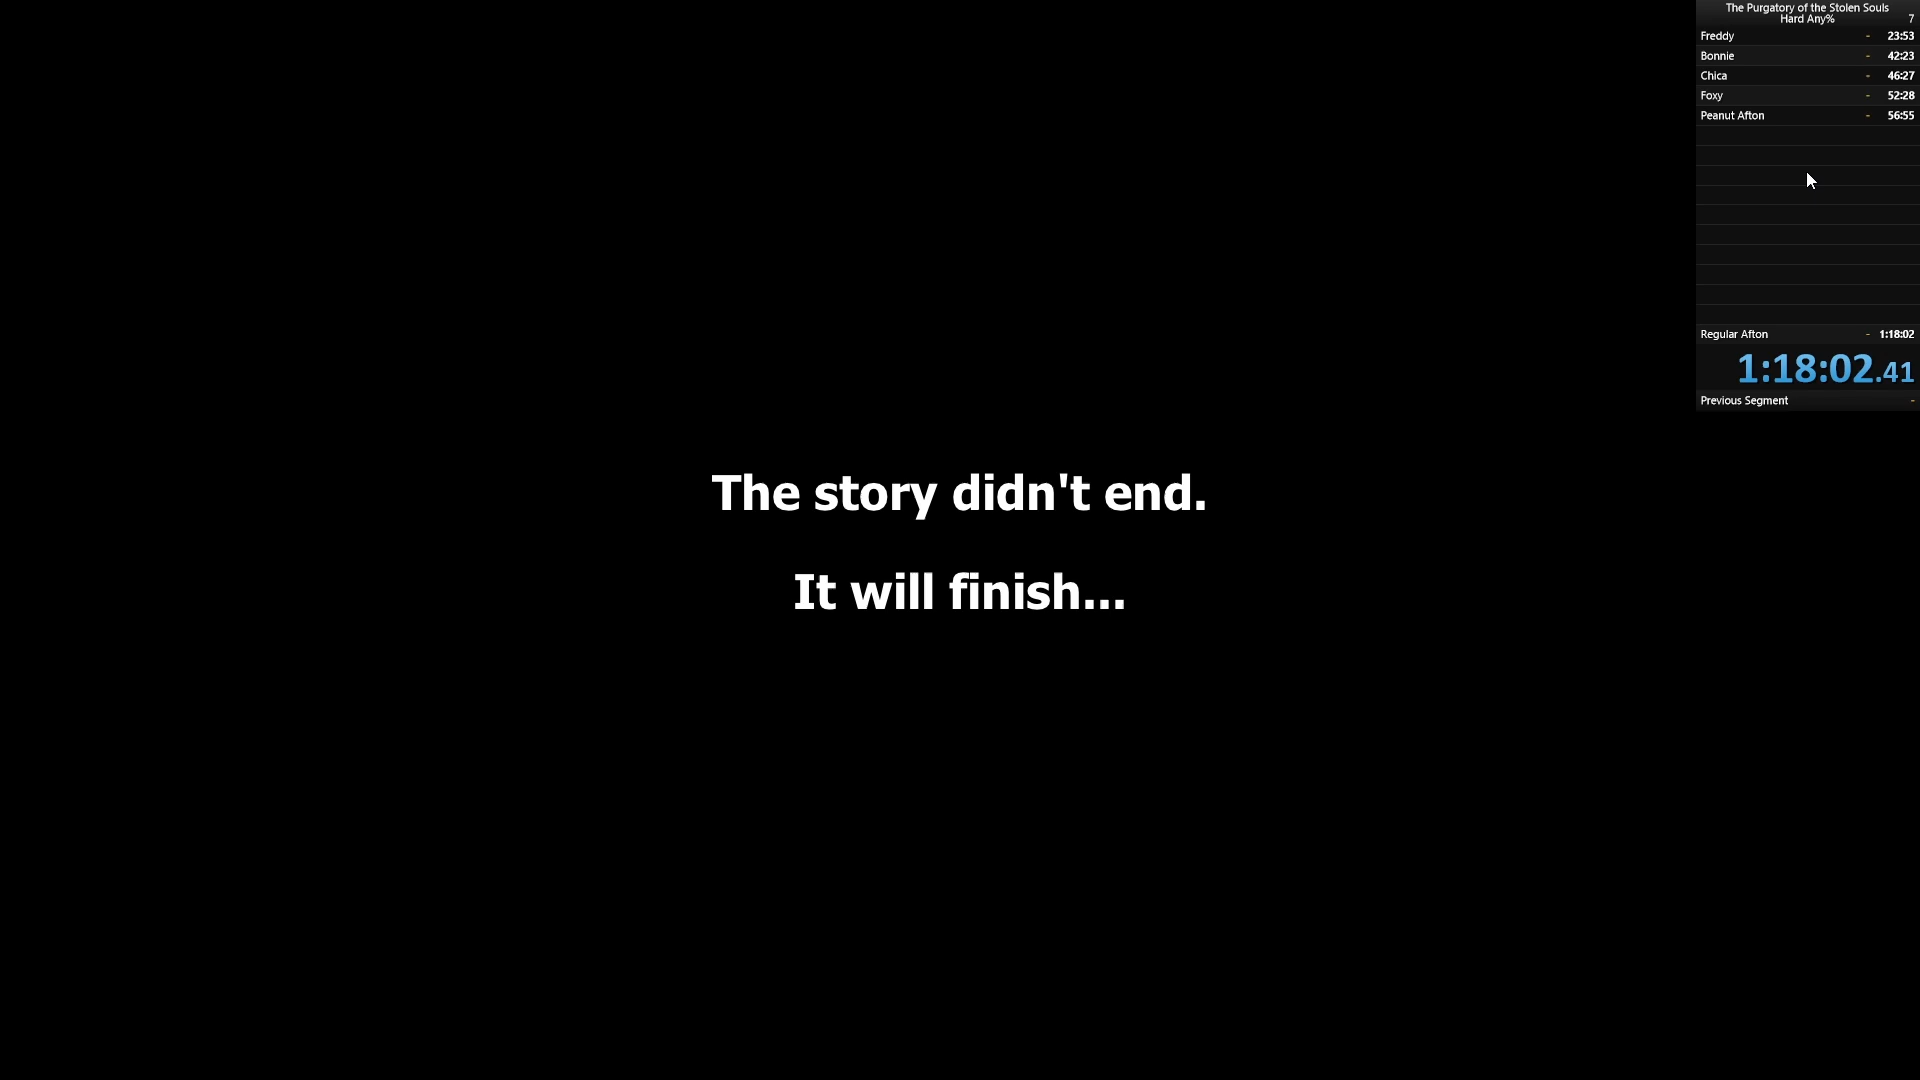 The Purgatory of the Stolen Souls
Hard Any% 7
Freddy - 23:53
Bonnie - 42:23
Chica - 46:27
Foxy - 52:28
Peanut Afton - 56:55
Regular Afton - 1:18:02
1:18:02.41
Previous Segment -
The story didn't end.
It will finish...